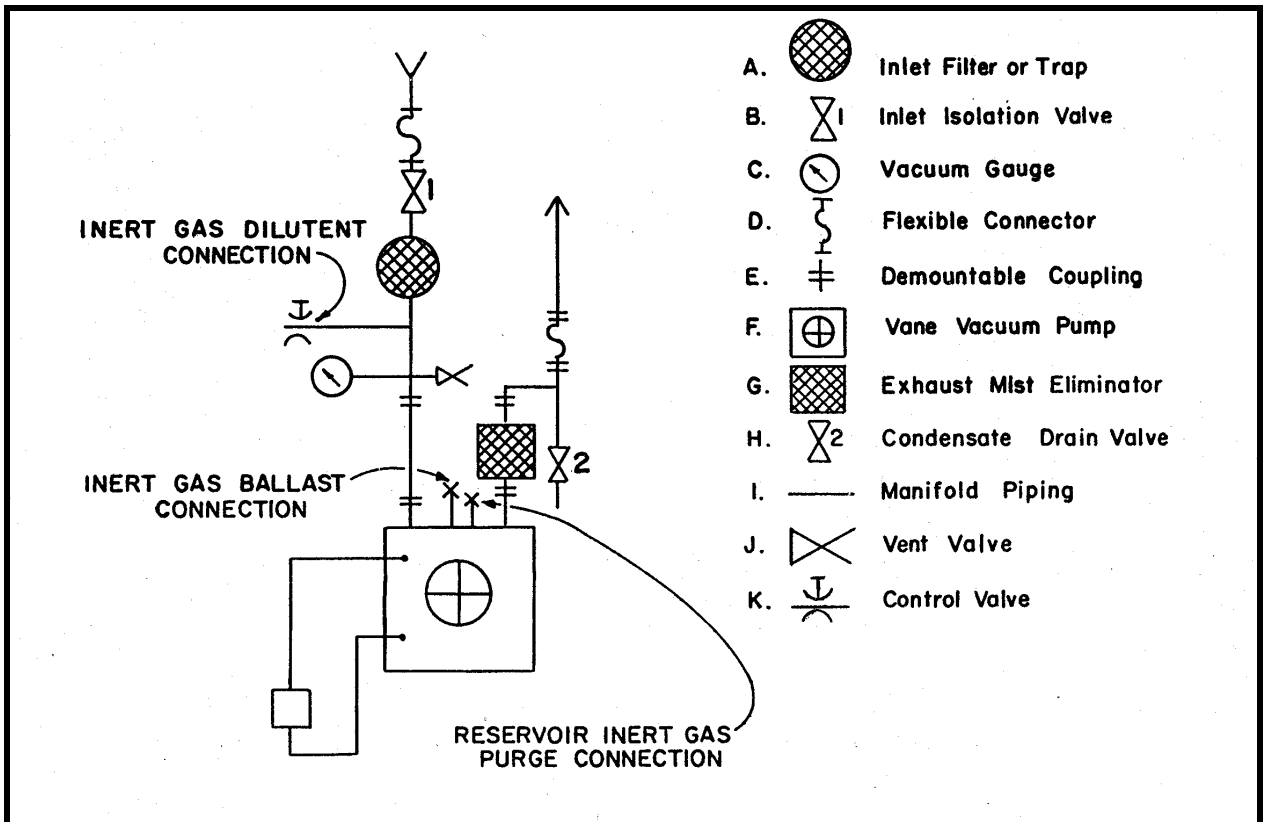 INERT GAS DILUTENT
CONNECTION
1
INERT GAS BALLAST
CONNECTION
2
RESERVOIR INERT GAS
PURGE CONNECTION
A. Inlet Filter or Trap
B. 1 Inlet Isolation Valve
C. Vacuum Gauge
D. Flexible Connector
E. Demountable Coupling
F. Vane Vacuum Pump
G. Exhaust Mist Eliminator
H. 2 Condensate Drain Valve
I. Manifold Piping
J. Vent Valve
K. Control Valve